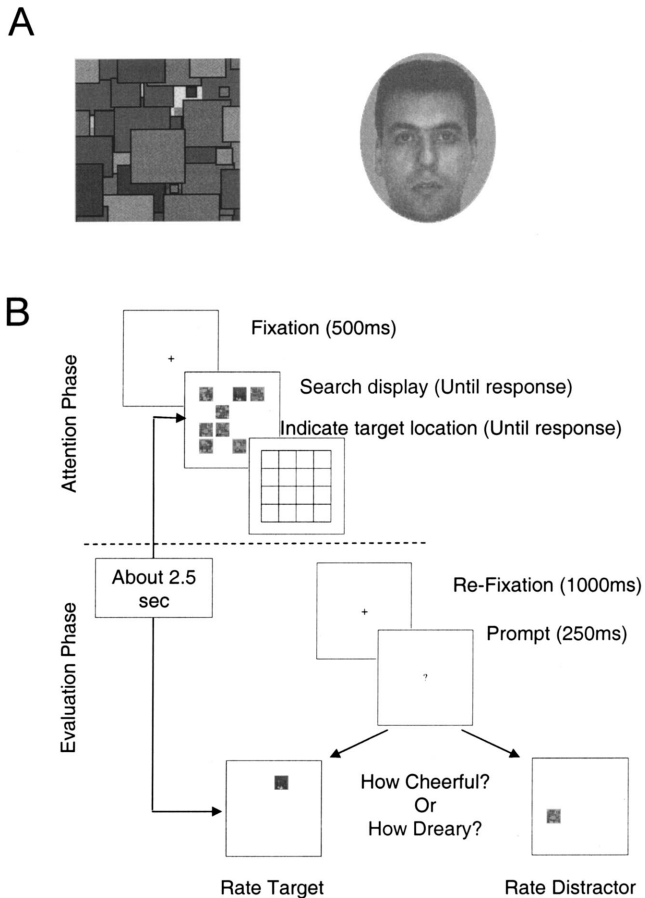 A
B
Attention Phase
Fixation (500ms)
+
Search display (Until response)
Indicate target location (Until response)
About 2.5
sec
Evaluation Phase
Re-Fixation (1000ms)
+
Prompt (250ms)
?
How Cheerful?
Or
How Dreary?
Rate Target
Rate Distractor